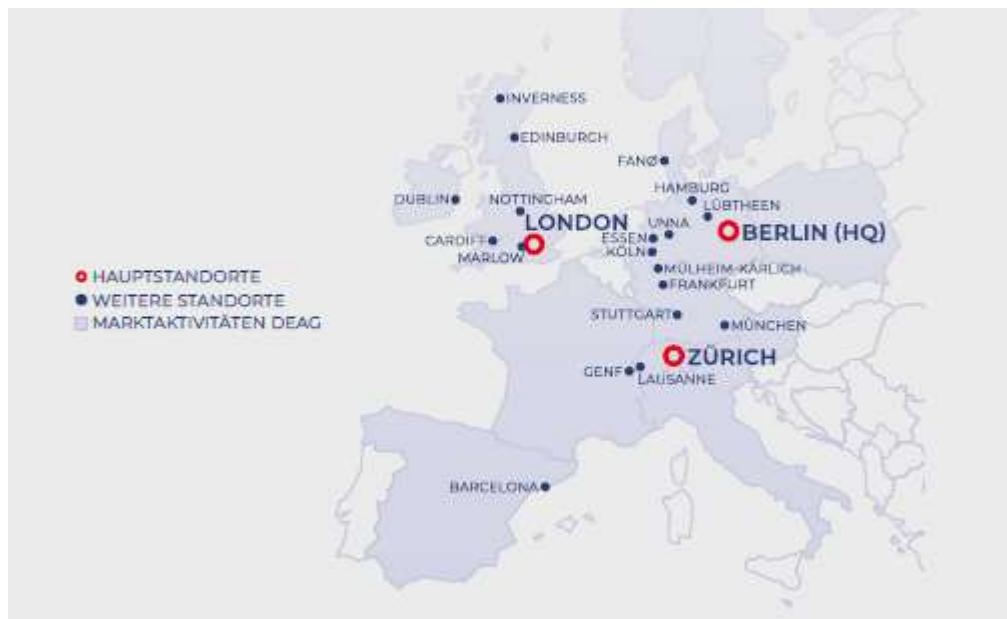 INVERNESS
EDINBURGH
FANØ
HAMBURG
LÜBTHEEN
DUBLIN
NOTTINGHAM
LONDON
UNNA
BERLIN (HQ)
CARDIFF
ESSEN
MARLOW
KÖLN
MÜLHEIM-KÄRLICH
FRANKFURT
HAUPTSTANDORTE
WEITERE STANDORTE
MARKTAKTIVITÄTEN DEAG
STUTTGART
MÜNCHEN
ZÜRICH
GENF
LAUSANNE
BARCELONA